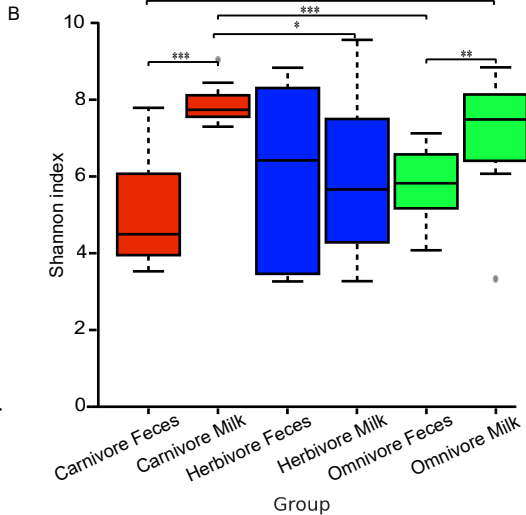 B
***
*
***
**
10
8
6
4
2
0
Shannon index
Carnivore Feces
Carnivore Milk
Herbivore Feces
Herbivore Milk
Omnivore Feces
Omnivore Milk
Group